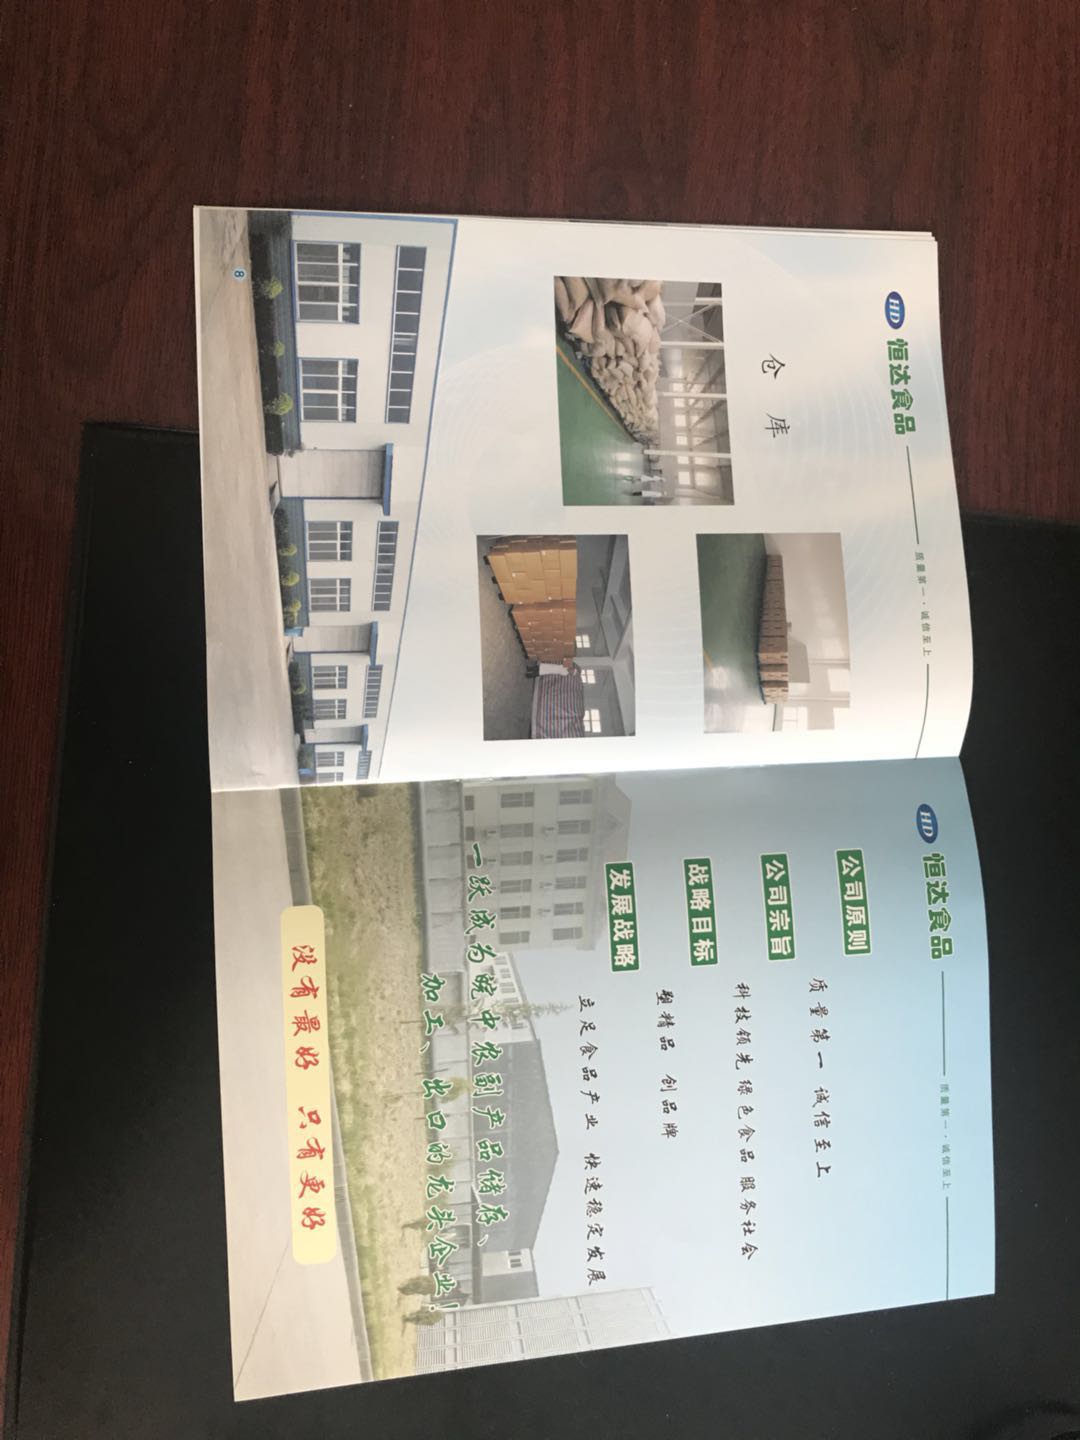 HD 恒达食品
质量第一·诚信至上
仓库
8
HD 恒达食品
质量第一·诚信至上
公司原则
质量第一 诚信至上
公司宗旨
科技领先 绿色食品 服务社会
战略目标
塑精品 创品牌
发展战略
立足食品产业 快速稳定发展
一跃成为皖中农副产品储存、
加工、出口的龙头企业!
没有最好 只有更好